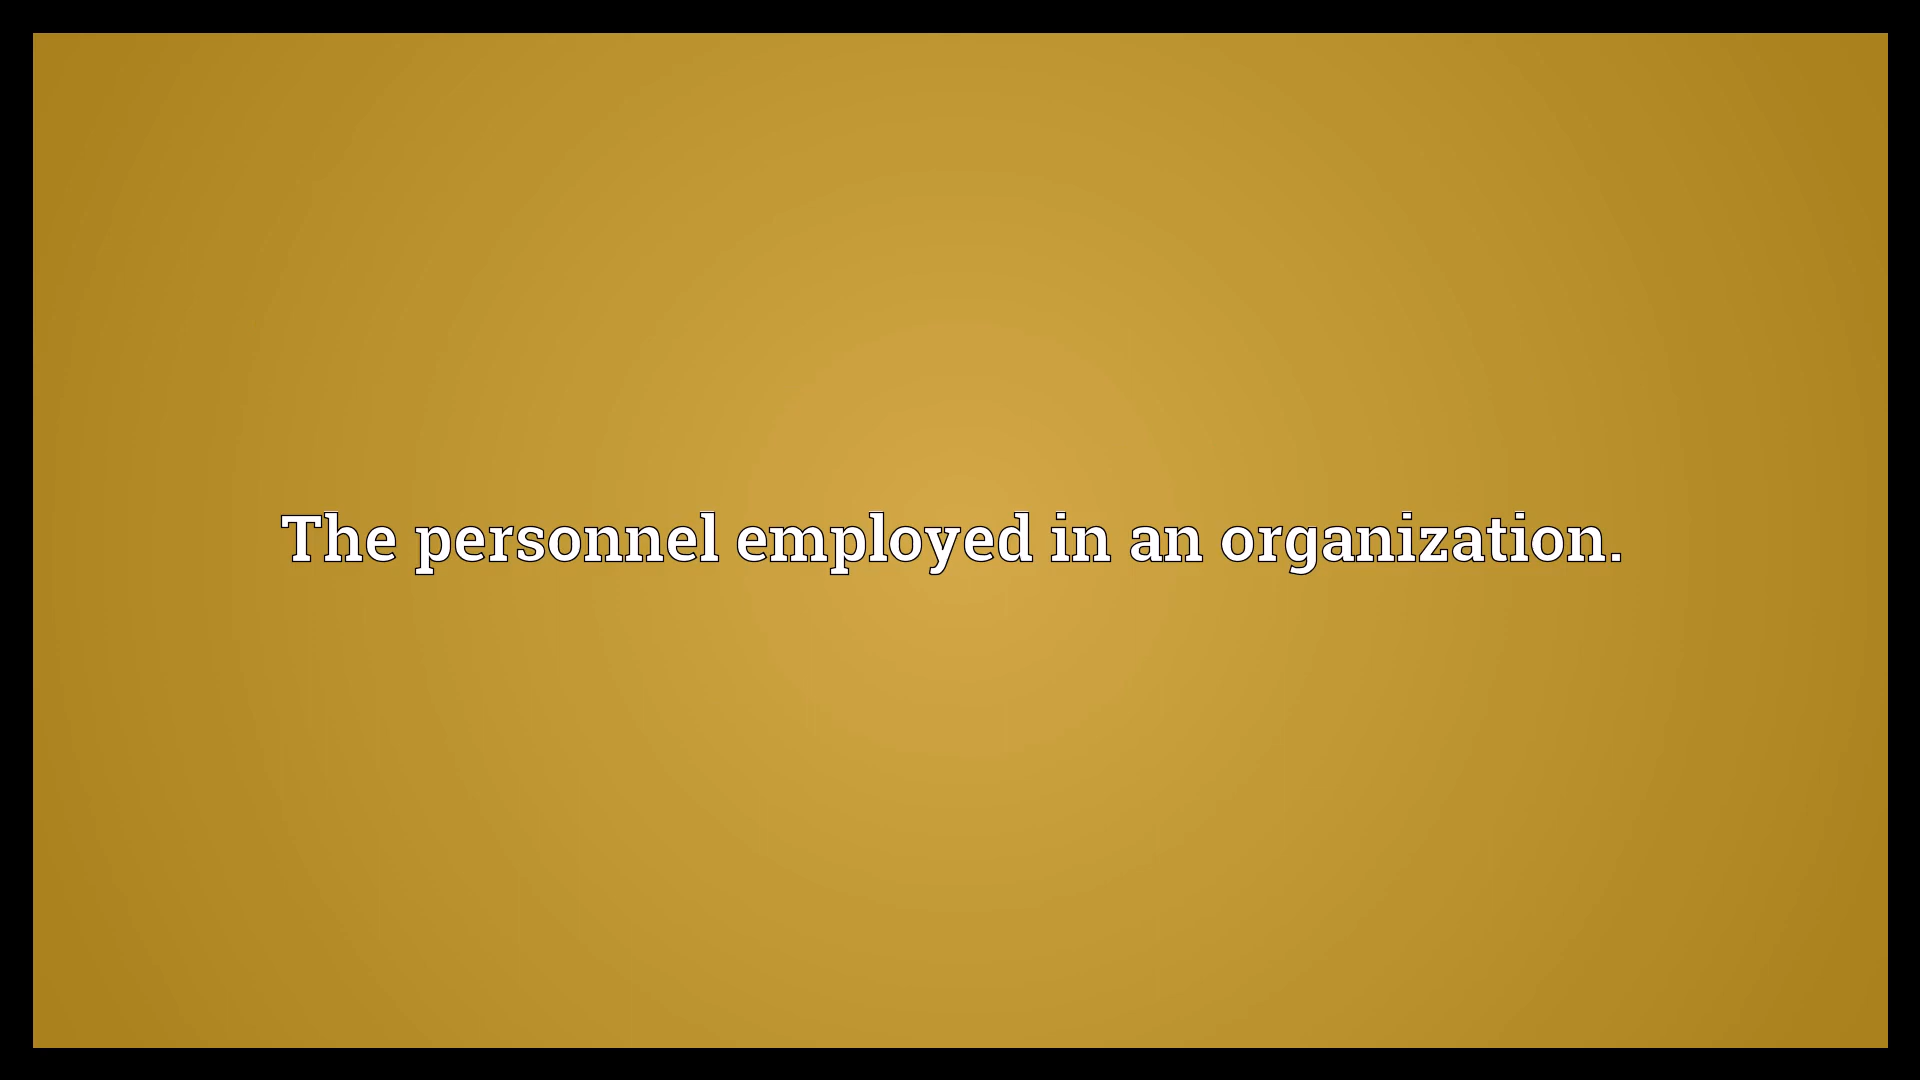 The personnel employed in an organization.